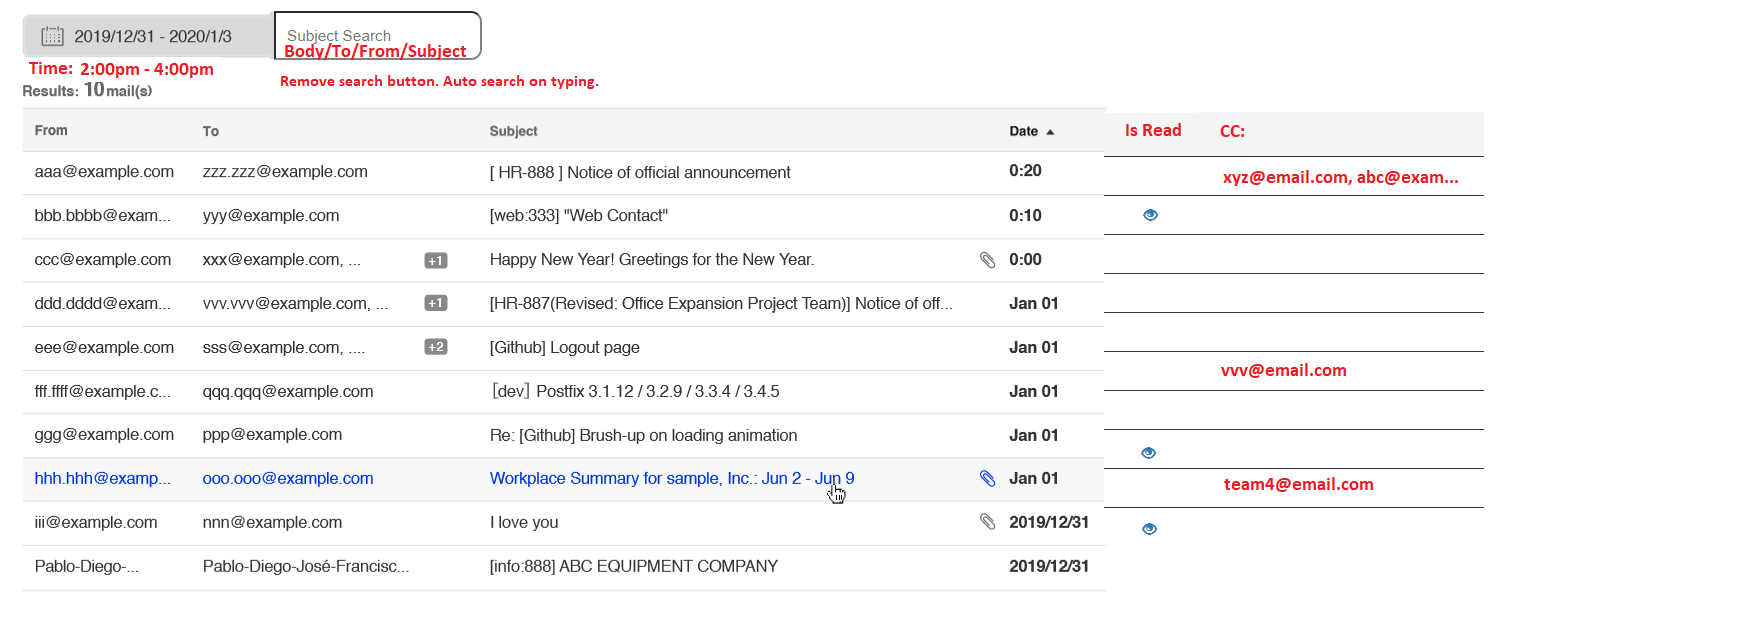 2019/12/31 - 2020/1/3 Subject Search
Body/To/From/Subject
Time: 2:00pm - 4:00pm
Remove search button. Auto search on typing.
Results: 10 mail(s)
From To Subject Date Is Read CC:
aaa@example.com zzz.zzz@example.com [ HR-888 ] Notice of official announcement 0:20 xyz@email.com, abc@exam...
bbb.bbbb@exam... yyy@example.com [web:333] "Web Contact" 0:10
ccc@example.com xxx@example.com, ... +1 Happy New Year! Greetings for the New Year. 0:00
ddd.dddd@exam... vvv.vvv@example.com, ... +1 [HR-887(Revised: Office Expansion Project Team)] Notice of off... Jan 01
eee@example.com sss@example.com, .... +2 [Github] Logout page Jan 01
vvv@email.com
fff.ffff@example.c... qqq.qqq@example.com [dev] Postfix 3.1.12 / 3.2.9 / 3.3.4 / 3.4.5 Jan 01
ggg@example.com ppp@example.com Re: [Github] Brush-up on loading animation Jan 01
hhh.hhh@examp... ooo.ooo@example.com Workplace Summary for sample, Inc.: Jun 2 - Jun 9 Jan 01 team4@email.com
iii@example.com nnn@example.com I love you 2019/12/31
Pablo-Diego-... Pablo-Diego-José-Francisc... [info:888] ABC EQUIPMENT COMPANY 2019/12/31